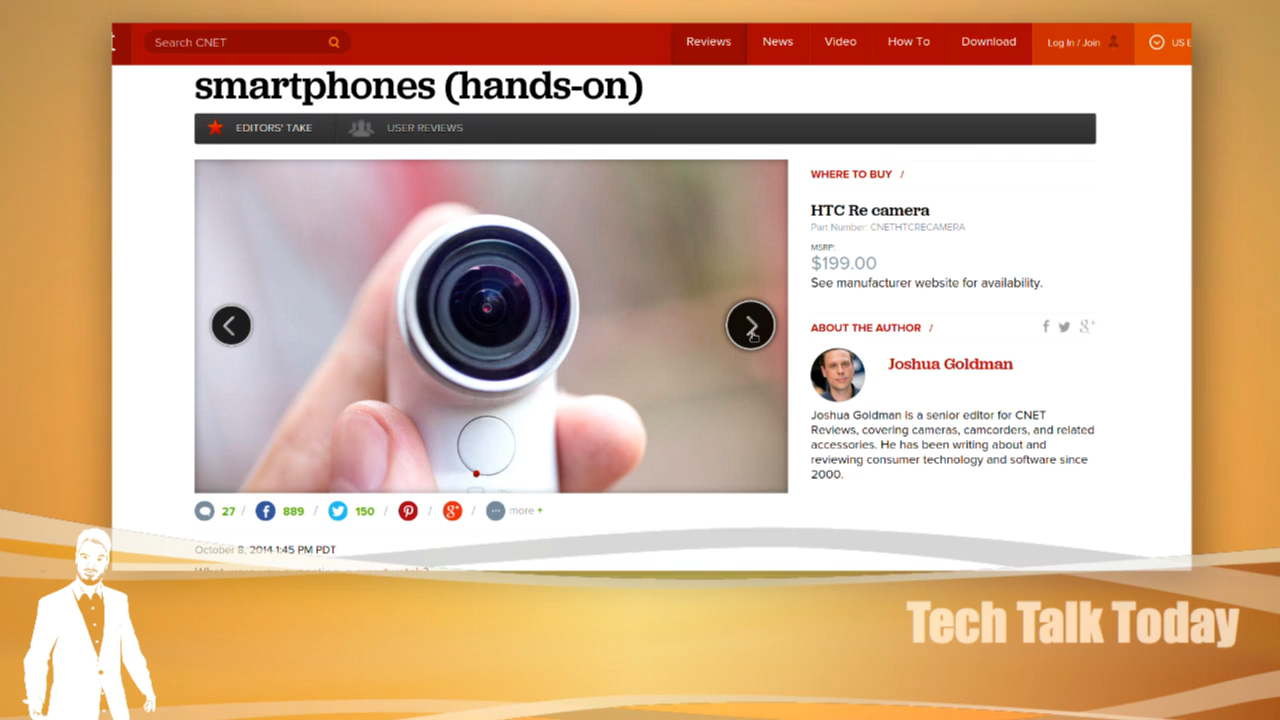 t
Search CNET
Reviews
News
Video
How To
Download
Log In / Join
US E
smartphones (hands-on)
EDITORS' TAKE
USER REVIEWS
WHERE TO BUY /
HTC Re camera
Part Number: CNETHTCRECAMERA
MSRP:
$199.00
See manufacturer website for availability.
ABOUT THE AUTHOR /
Joshua Goldman
Joshua Goldman is a senior editor for CNET
Reviews, covering cameras, camcorders, and related
accessories. He has been writing about and
reviewing consumer technology and software since
2000.
27 / 889 / 150 / / / more +
October 8, 2014 1:45 PM PDT
Tech Talk Today